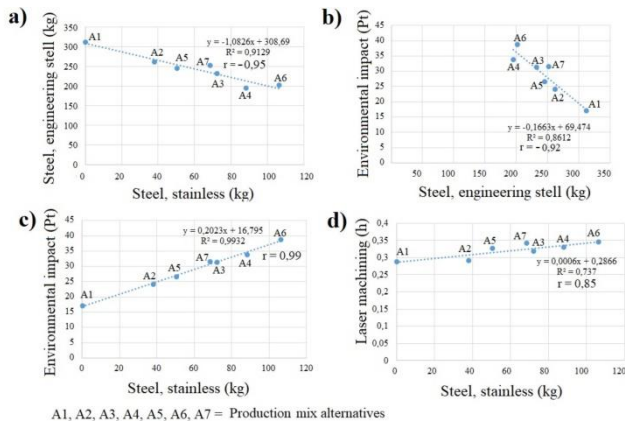 a)
Steel, engineering stell (kg)
350
300
250
200
150
100
50
0
A1
A2
A5
A7
A3
A4
A6
y = -1,0826x + 308,69
R² = 0,9129
r = -0,95
0 20 40 60 80 100 120
Steel, stainless (kg)
b)
Environmental impact (Pt)
45
40
35
30
25
20
15
10
5
0
A6
A4
A3
A7
A5
A2
A1
y = -0,1663x + 69,474
R² = 0,8612
r = -0,92
50 100 150 200 250 300 350
Steel, engineering stell (kg)
c)
Environmental impact (Pt)
45
40
35
30
25
20
15
10
5
0
A1
A2
A5
A7
A3
A4
A6
y = 0,2023x + 16,795
R² = 0,9932
r = 0,99
0 20 40 60 80 100 120
Steel, stainless (kg)
d)
Laser machining (h)
0,4
0,35
0,3
0,25
0,2
0,15
0,1
0,05
0
A1
A2
A5
A7
A3
A4
A6
y = 0,0006x + 0,2866
R² = 0,737
r = 0,85
0 20 40 60 80 100 120
Steel, stainless (kg)
A1, A2, A3, A4, A5, A6, A7 = Production mix alternatives